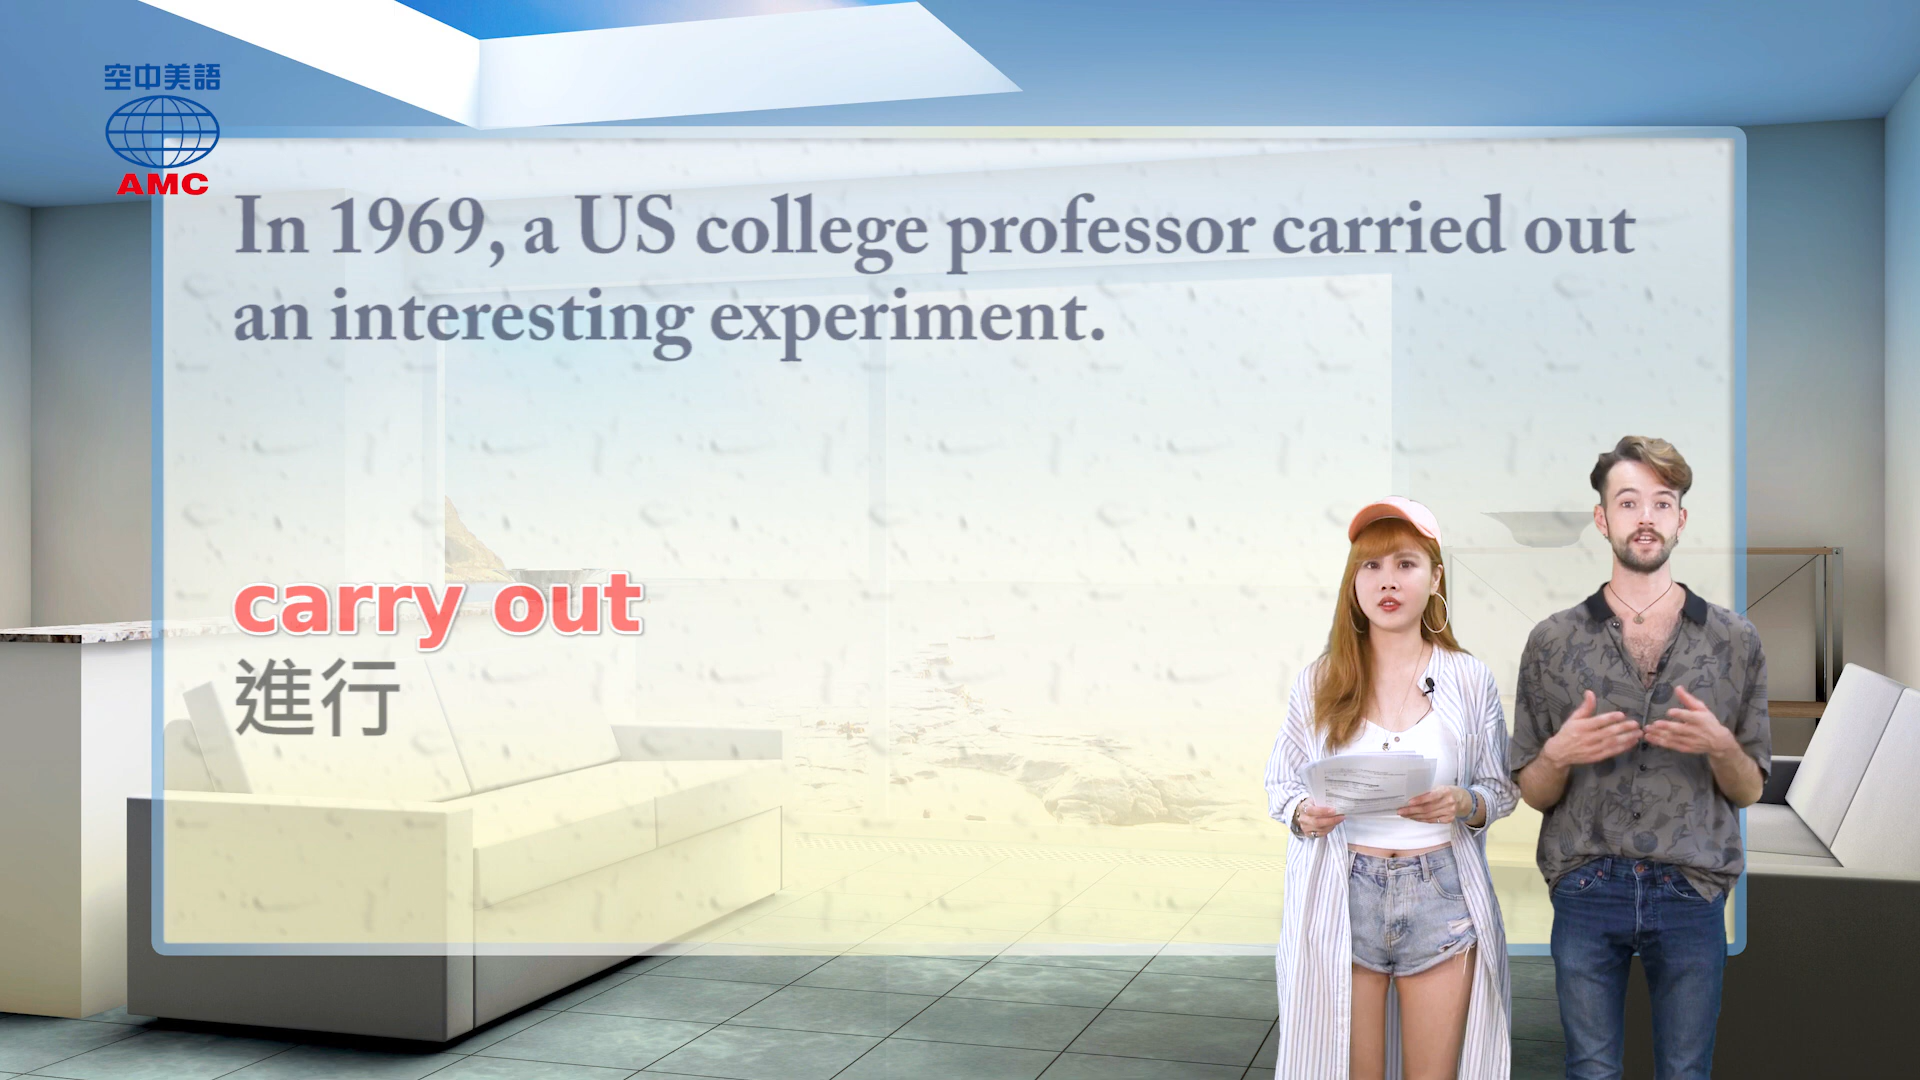 空中美語
AMC
In 1969, a US college professor carried out
an interesting experiment.
carry out
進行